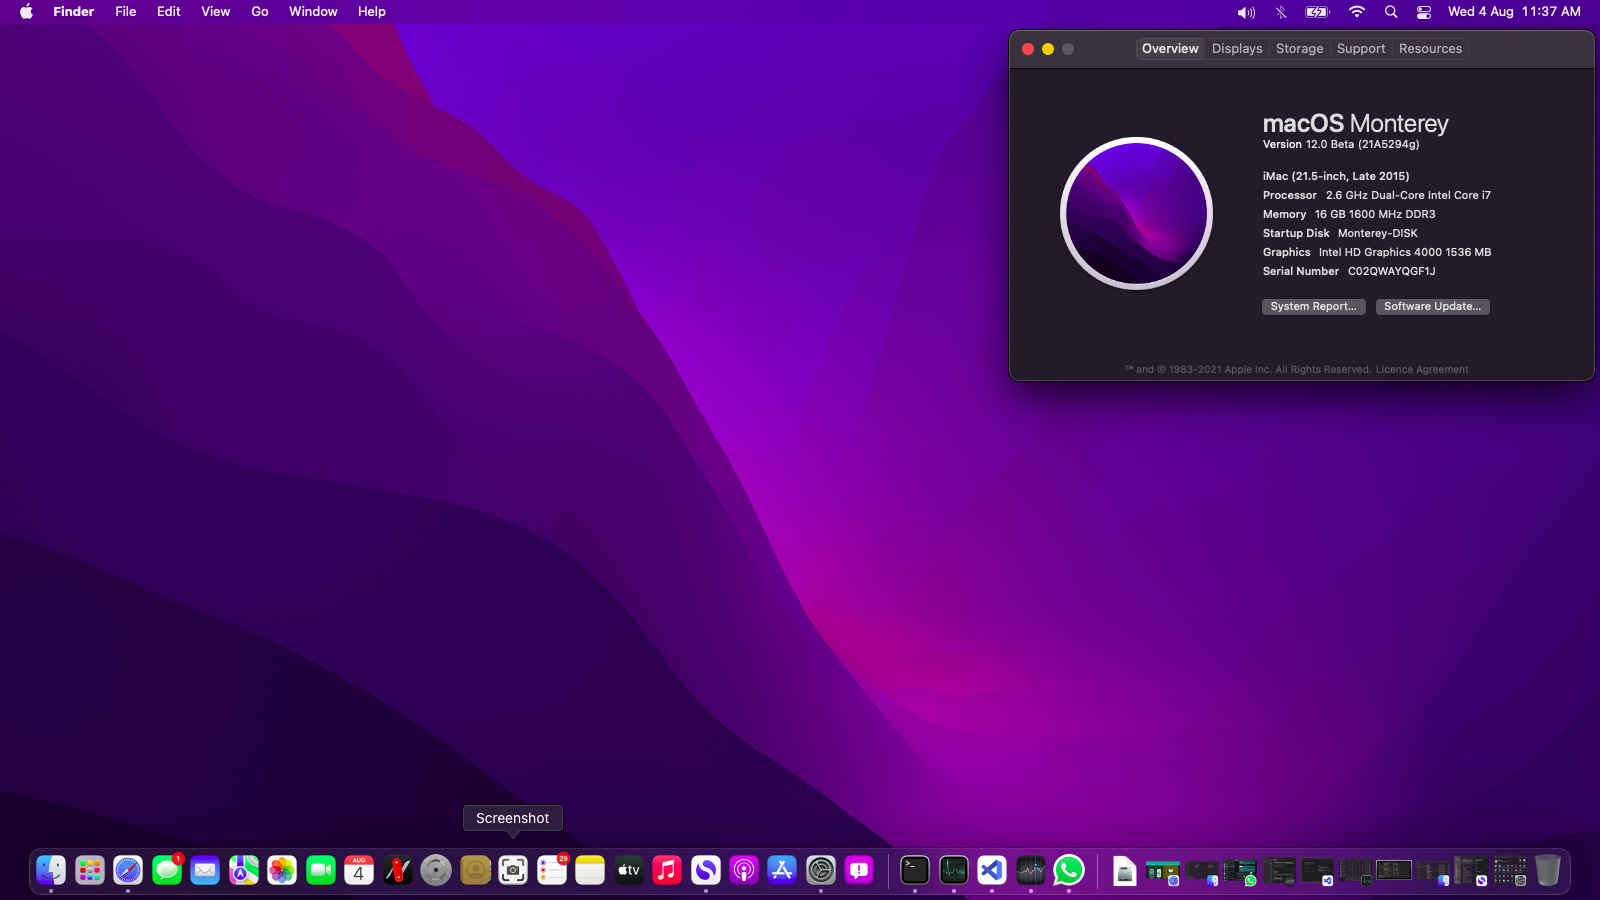 Finder File Edit View Go Window Help Wed 4 Aug 11:37 AM
Overview Displays Storage Support Resources
macOS Monterey
Version 12.0 Beta (21A5294g)
iMac (21.5-inch, Late 2015)
Processor 2.6 GHz Dual-Core Intel Core i7
Memory 16 GB 1600 MHz DDR3
Startup Disk Monterey-DISK
Graphics Intel HD Graphics 4000 1536 MB
Serial Number C02QWAYQGF1J
System Report... Software Update...
™ and © 1983-2021 Apple Inc. All Rights Reserved. Licence Agreement
Screenshot
1
AUG
4
29
tv
>_